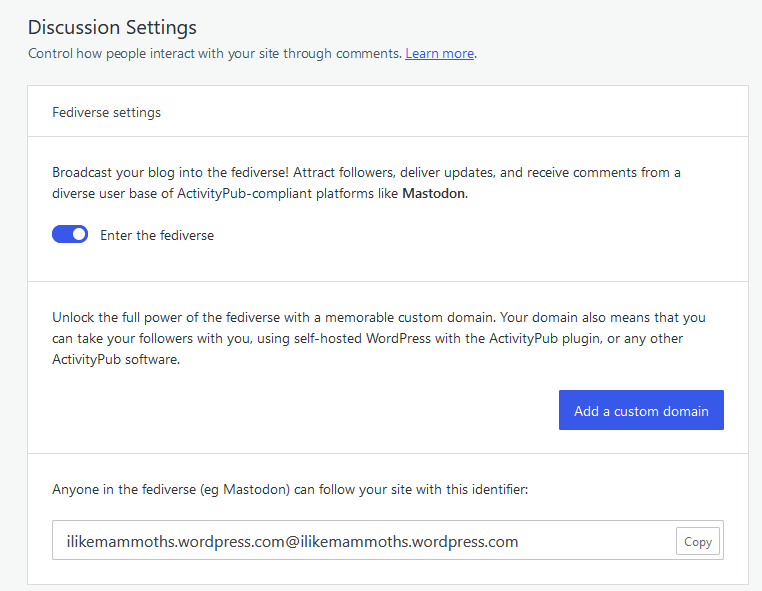 Discussion Settings
Control how people interact with your site through comments. Learn more.
Fediverse settings
Broadcast your blog into the fediverse! Attract followers, deliver updates, and receive comments from a
diverse user base of ActivityPub-compliant platforms like Mastodon.
Enter the fediverse
Unlock the full power of the fediverse with a memorable custom domain. Your domain also means that you
can take your followers with you, using self-hosted WordPress with the ActivityPub plugin, or any other
ActivityPub software.
Add a custom domain
Anyone in the fediverse (eg Mastodon) can follow your site with this identifier:
ilikemammoths.wordpress.com@ilikemammoths.wordpress.com
Copy